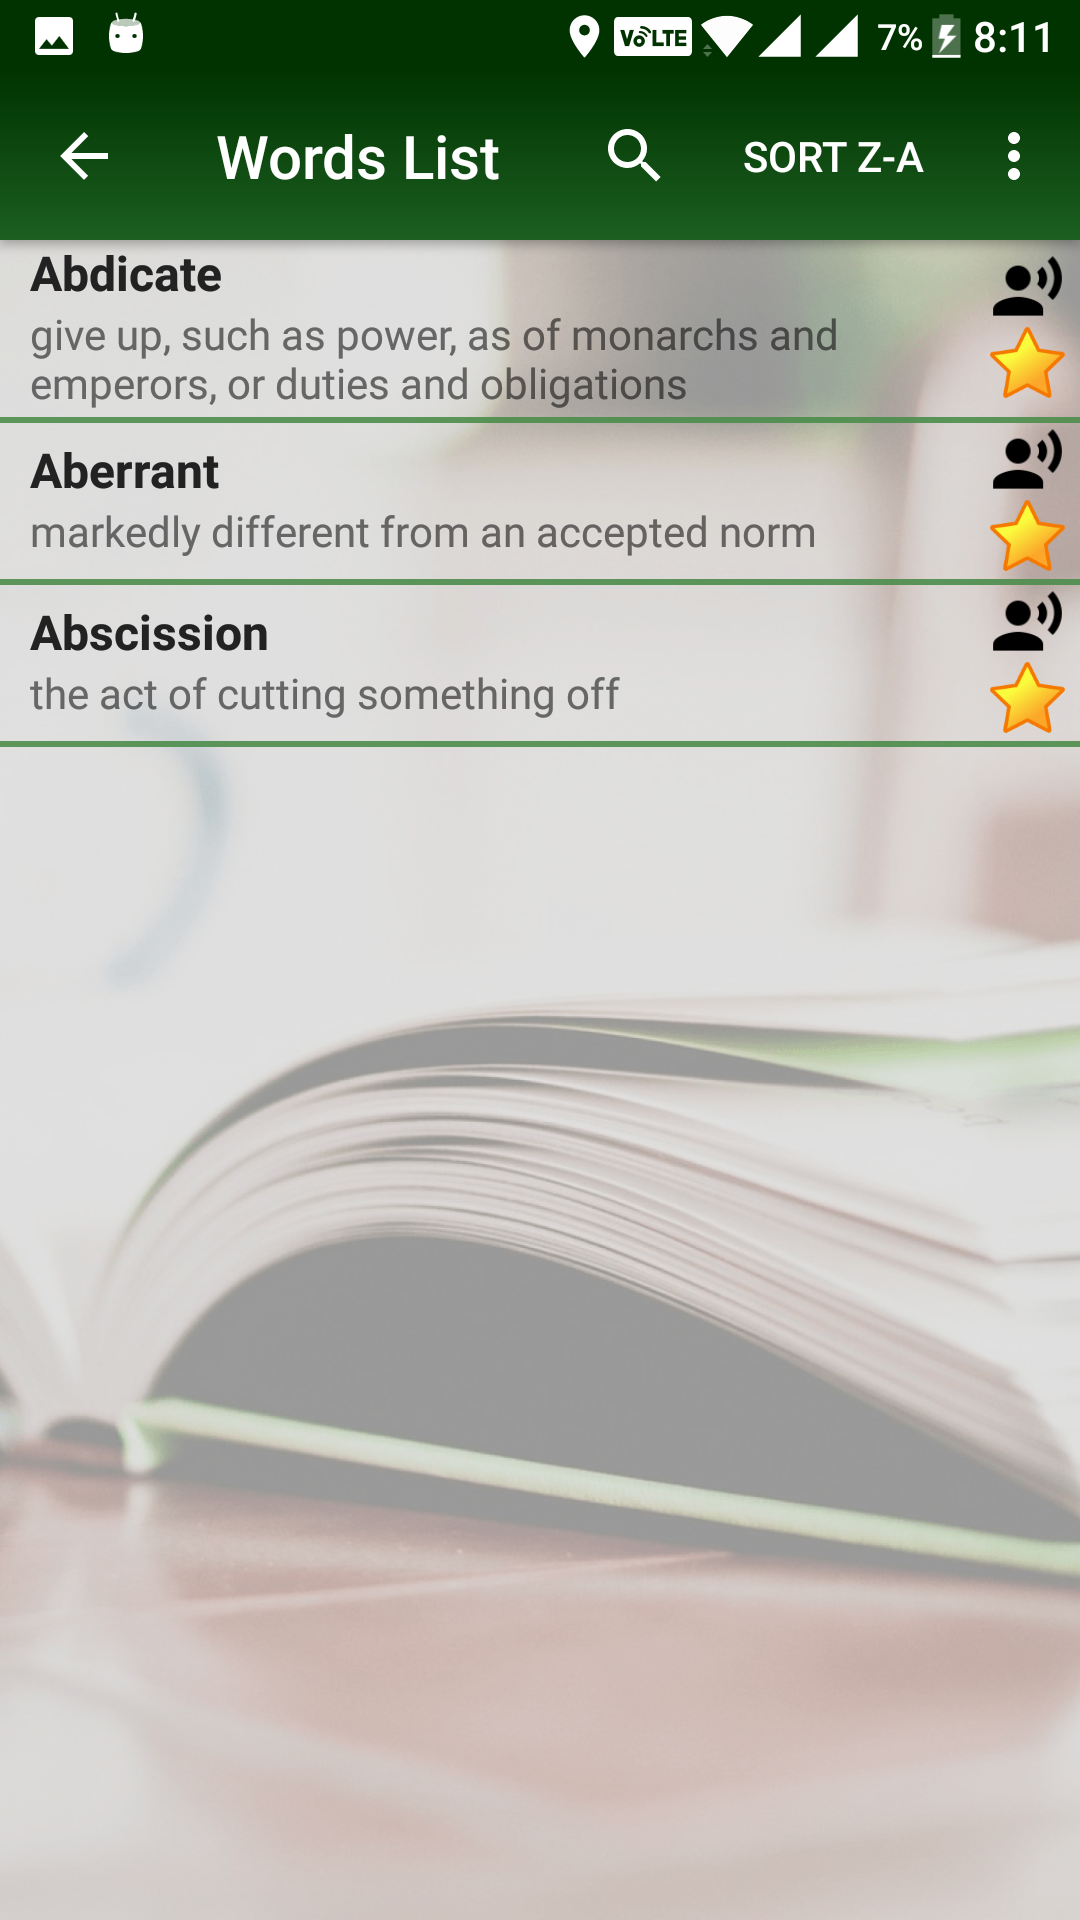 VoLTE 7% 8:11
Words List SORT Z-A
Abdicate
give up, such as power, as of monarchs and
emperors, or duties and obligations
Aberrant
markedly different from an accepted norm
Abscission
the act of cutting something off